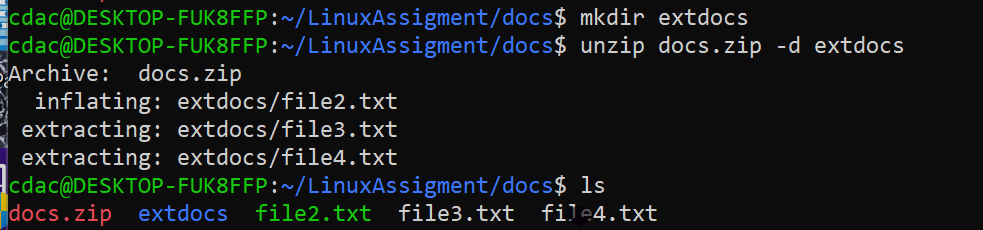 cdac@DESKTOP-FUK8FFP:~/LinuxAssigment/docs$ mkdir extdocs
cdac@DESKTOP-FUK8FFP:~/LinuxAssigment/docs$ unzip docs.zip -d extdocs
Archive:  docs.zip
  inflating: extdocs/file2.txt
 extracting: extdocs/file3.txt
 extracting: extdocs/file4.txt
cdac@DESKTOP-FUK8FFP:~/LinuxAssigment/docs$ ls
docs.zip  extdocs  file2.txt  file3.txt  file4.txt